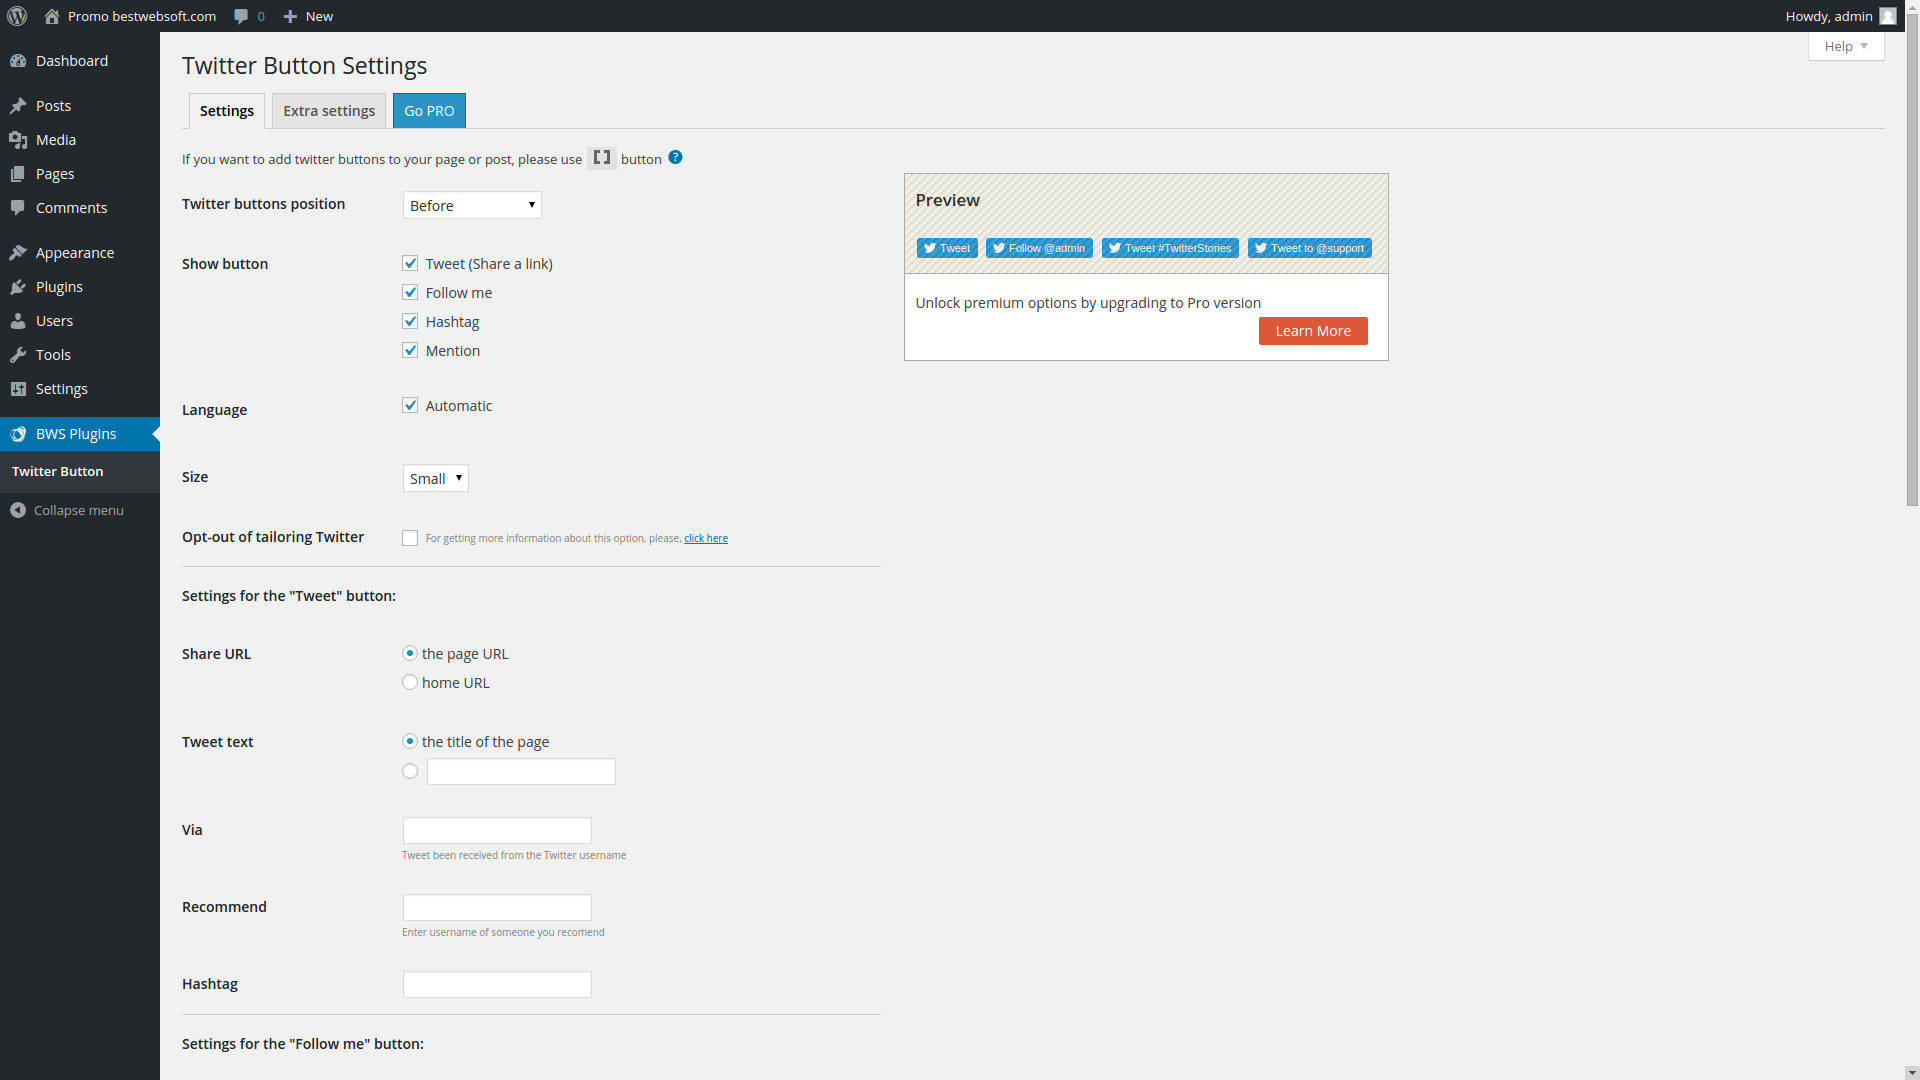 Promo bestwebsoft.com 0 New Howdy, admin
Help
Dashboard
Posts
Media
Pages
Comments
Appearance
Plugins
Users
Tools
Settings
BWS Plugins
Twitter Button
Collapse menu
Twitter Button Settings
Settings Extra settings Go PRO
If you want to add twitter buttons to your page or post, please use [] button ?
Twitter buttons position Before
Show button Tweet (Share a link)
Follow me
Hashtag
Mention
Language Automatic
Size Small
Opt-out of tailoring Twitter For getting more information about this option, please, click here
Settings for the "Tweet" button:
Share URL the page URL
home URL
Tweet text the title of the page
Via
Tweet been received from the Twitter username
Recommend
Enter username of someone you recomend
Hashtag
Settings for the "Follow me" button:
Preview
Tweet Follow @admin Tweet #TwitterStories Tweet to @support
Unlock premium options by upgrading to Pro version
Learn More